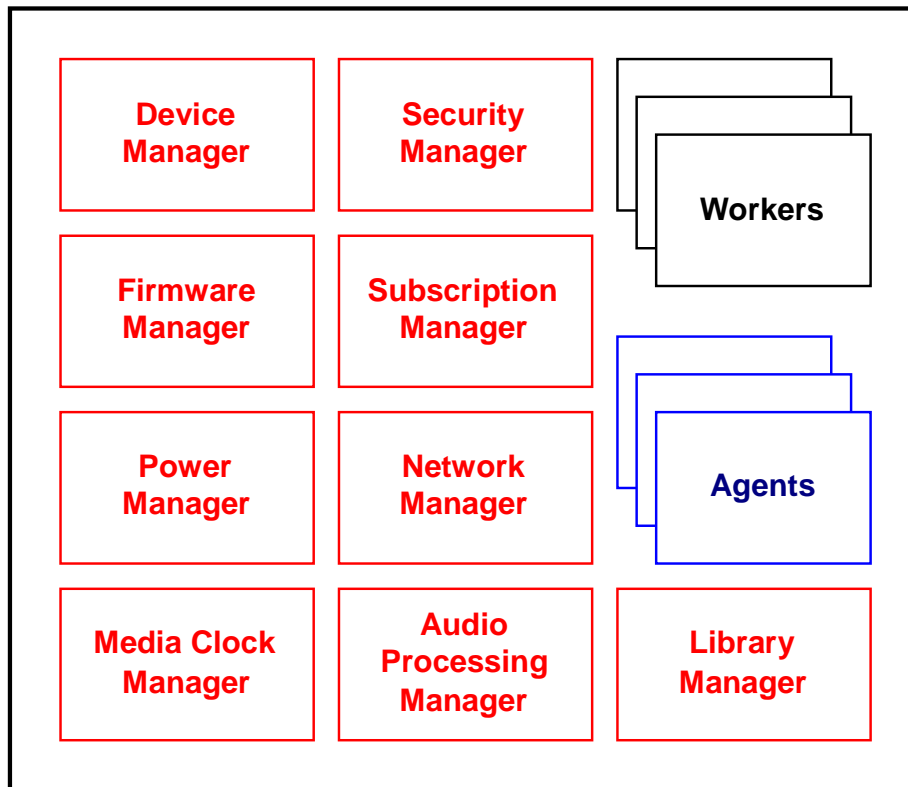 Device
Manager
Security
Manager
Workers
Firmware
Manager
Subscription
Manager
Power
Manager
Network
Manager
Agents
Media Clock
Manager
Audio
Processing
Manager
Library
Manager